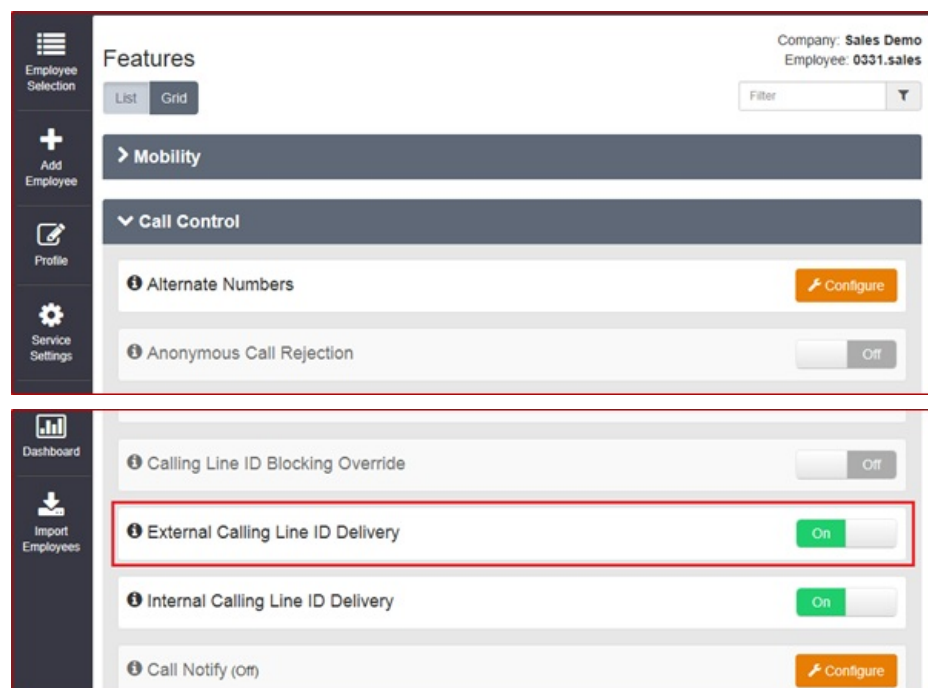 Employee
Selection
Add
Employee
Profile
Service
Settings
Features
Company: Sales Demo
Employee: 0331.sales
List Grid
Filter
Mobility
Call Control
Alternate Numbers
Configure
Anonymous Call Rejection
Off
Dashboard
Import
Employees
Calling Line ID Blocking Override
Off
External Calling Line ID Delivery
On
Internal Calling Line ID Delivery
On
Call Notify (Off)
Configure